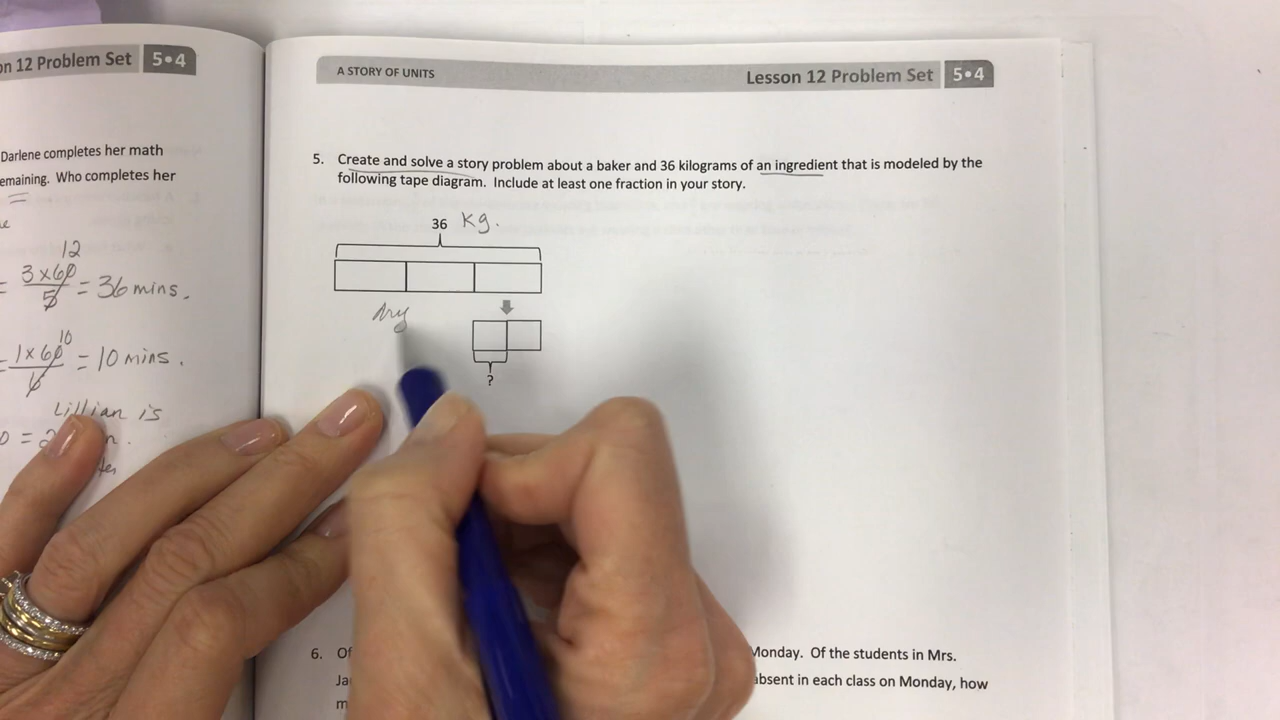 on 12 Problem Set 5•4
Darlene completes her math
emaining. Who completes her
12
= 3 x 60 / 5 = 36 mins.
10
= 1 x 60 / 6 = 10 mins.
Lillian is
A STORY OF UNITS
Lesson 12 Problem Set 5•4
5. Create and solve a story problem about a baker and 36 kilograms of an ingredient that is modeled by the
following tape diagram. Include at least one fraction in your story.
36 kg.
dry
?
6. Of Monday. Of the students in Mrs.
Ja absent in each class on Monday, how
m